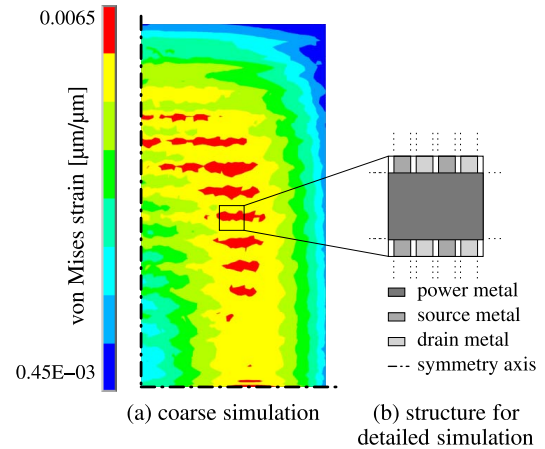 0.0065
von Mises strain [μm/μm]
0.45E−03
power metal
source metal
drain metal
symmetry axis
(a) coarse simulation
(b) structure for
detailed simulation